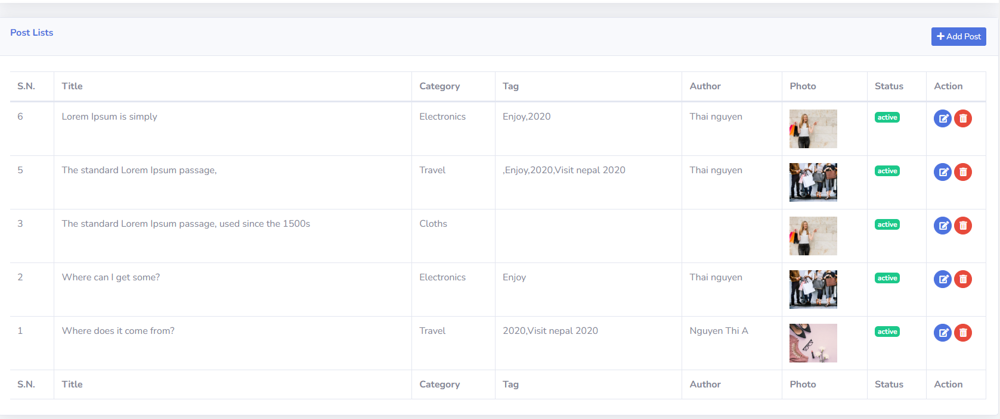 Post Lists
Add Post
S.N. Title Category Tag Author Photo Status Action
6 Lorem Ipsum is simply Electronics Enjoy,2020 Thai nguyen active
5 The standard Lorem Ipsum passage, Travel ,Enjoy,2020,Visit nepal 2020 Thai nguyen active
3 The standard Lorem Ipsum passage, used since the 1500s Cloths active
2 Where can I get some? Electronics Enjoy Thai nguyen active
1 Where does it come from? Travel 2020,Visit nepal 2020 Nguyen Thi A active
S.N. Title Category Tag Author Photo Status Action